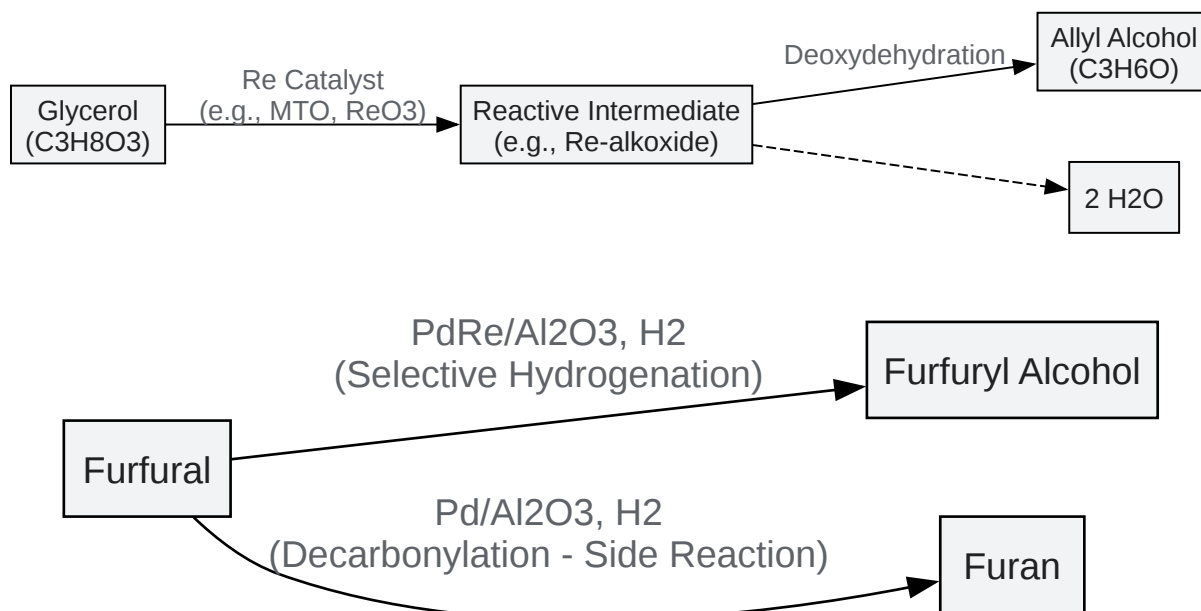 Glycerol
(C3H8O3)
Re Catalyst
(e.g., MTO, ReO3)
Reactive Intermediate
(e.g., Re-alkoxide)
Deoxydehydration
Allyl Alcohol
(C3H6O)
2 H2O
Furfural
PdRe/Al2O3, H2
(Selective Hydrogenation)
Furfuryl Alcohol
Pd/Al2O3, H2
(Decarbonylation - Side Reaction)
Furan